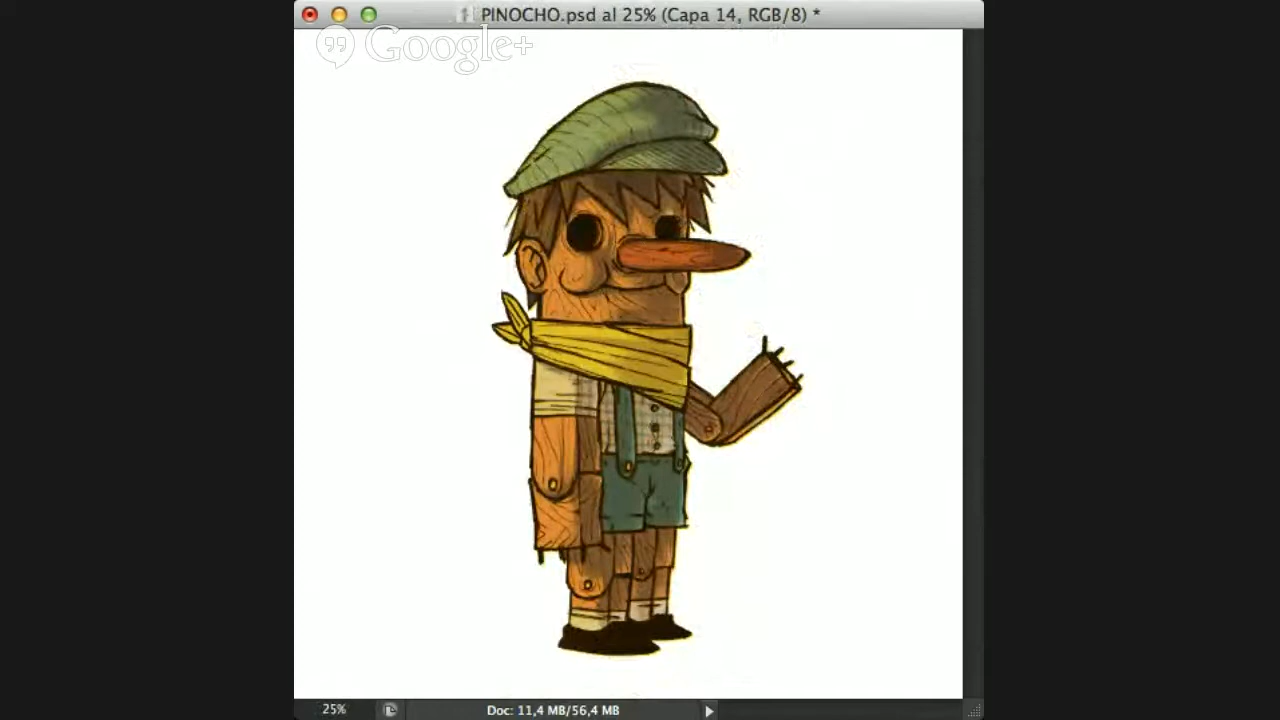 PINOCHO.psd al 25% (Capa 14, RGB/8) *
Google+
25%
Doc: 11,4 MB/56,4 MB